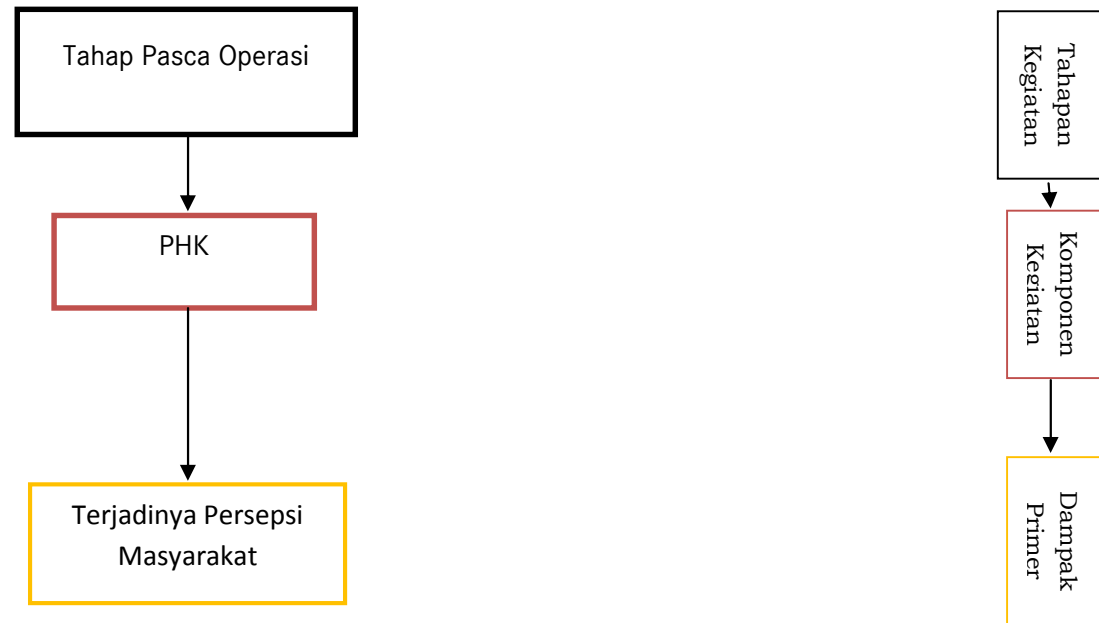 Tahap Pasca Operasi
PHK
Terjadinya Persepsi
Masyarakat
Tahapan
Kegiatan
Komponen
Kegiatan
Dampak
Primer